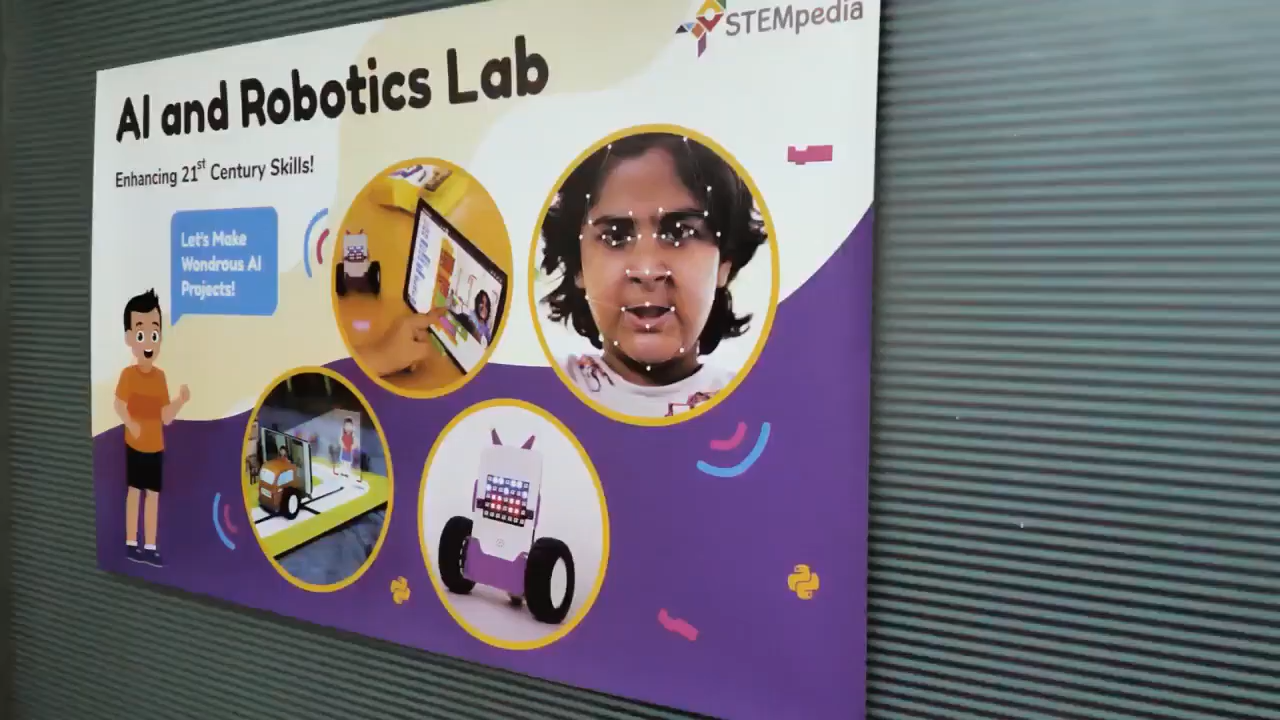 STEMpedia
AI and Robotics Lab
Enhancing 21st Century Skills!
Let's Make
Wondrous AI
Projects!